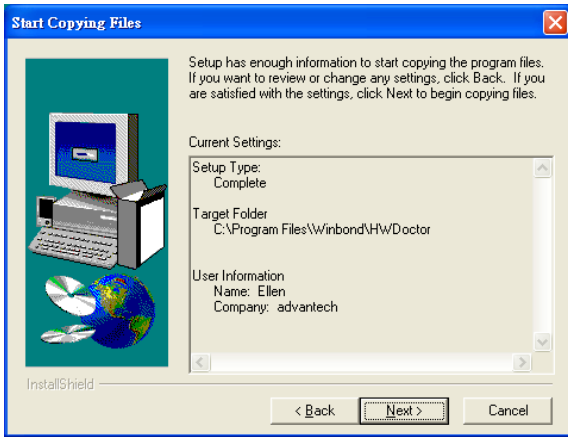 Start Copying Files
Setup has enough information to start copying the program files.
If you want to review or change any settings, click Back.  If you
are satisfied with the settings, click Next to begin copying files.
Current Settings:
Setup Type:
Complete
Target Folder
C:\Program Files\Winbond\HWDoctor
User Information
Name:  Ellen
Company:  advantech
InstallShield
< Back
Next >
Cancel